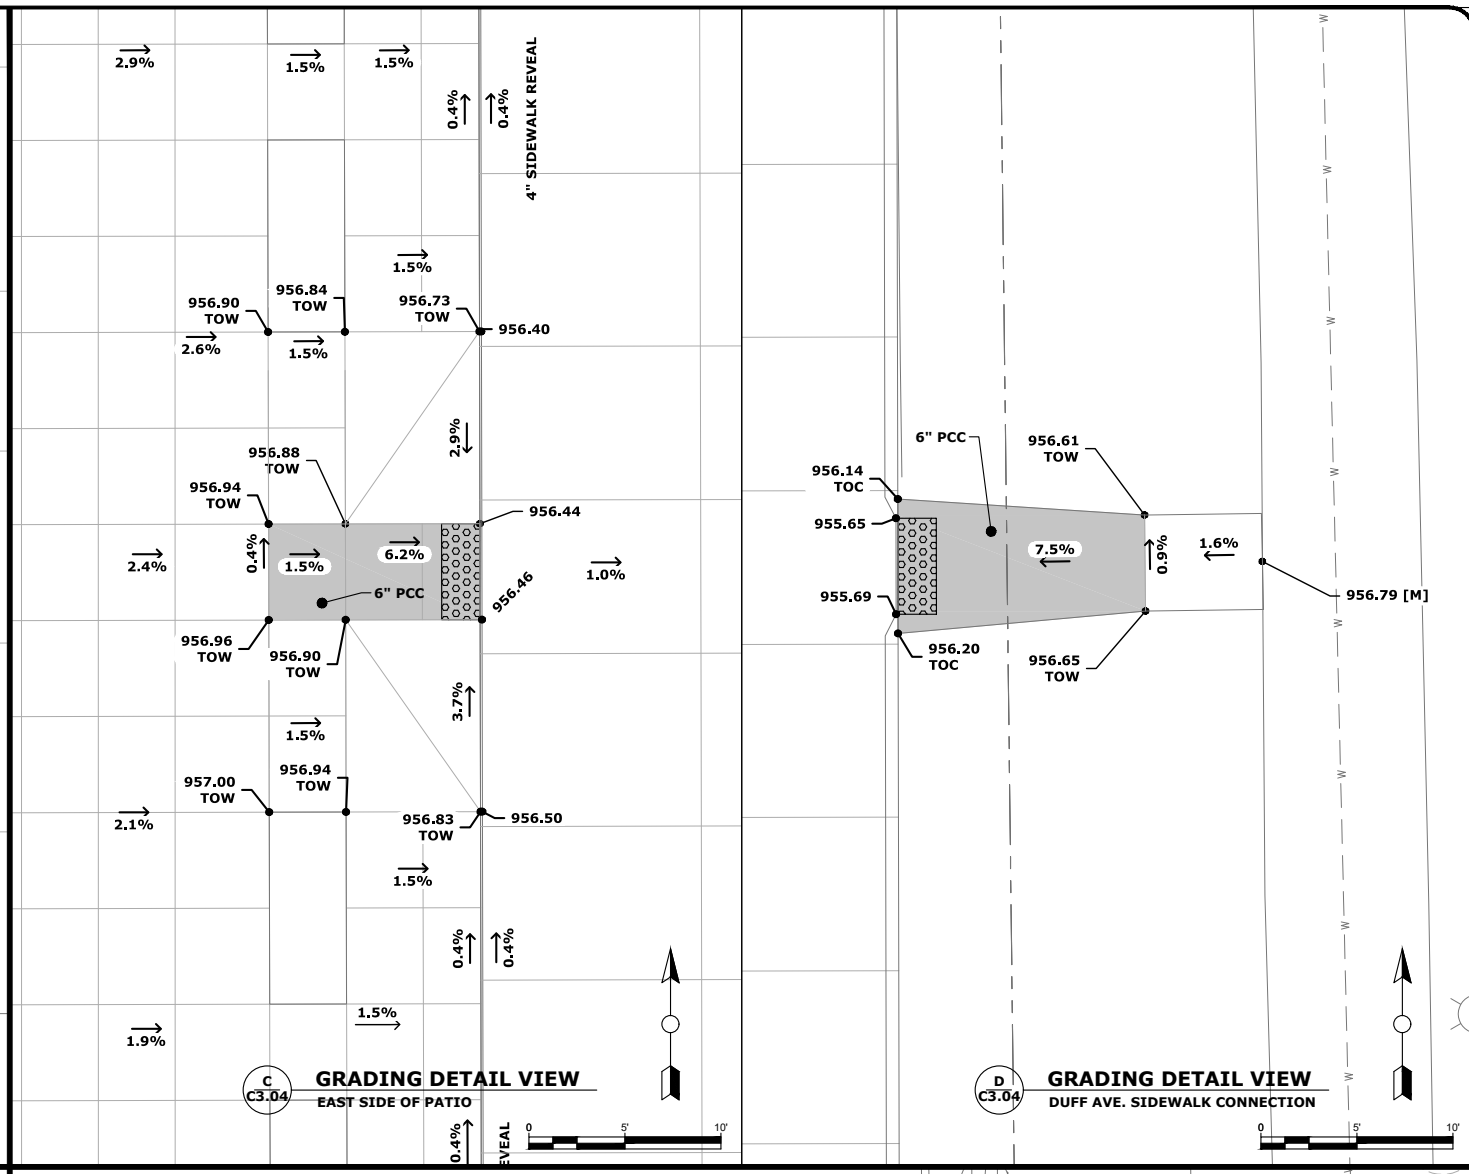 2.9%
1.5%
1.5%
0.4%
0.4%
4" SIDEWALK REVEAL
1.5%
956.90
TOW
956.84
TOW
956.73
TOW
956.40
2.6%
1.5%
2.9%
956.88
TOW
956.94
TOW
956.44
2.4%
0.4%
1.5%
6.2%
1.0%
6" PCC
956.46
956.96
TOW
956.90
TOW
3.7%
1.5%
957.00
TOW
956.94
TOW
2.1%
956.83
TOW
956.50
1.5%
0.4%
0.4%
1.5%
1.9%
C
C3.04
GRADING DETAIL VIEW
EAST SIDE OF PATIO
0.4%
EVEAL
0
5'
10'
W
W
W
6" PCC
956.61
TOW
956.14
TOC
W
955.65
7.5%
0.9%
1.6%
955.69
956.79 [M]
W
956.20
TOC
956.65
TOW
W
W
D
C3.04
GRADING DETAIL VIEW
DUFF AVE. SIDEWALK CONNECTION
W
0
5'
10'